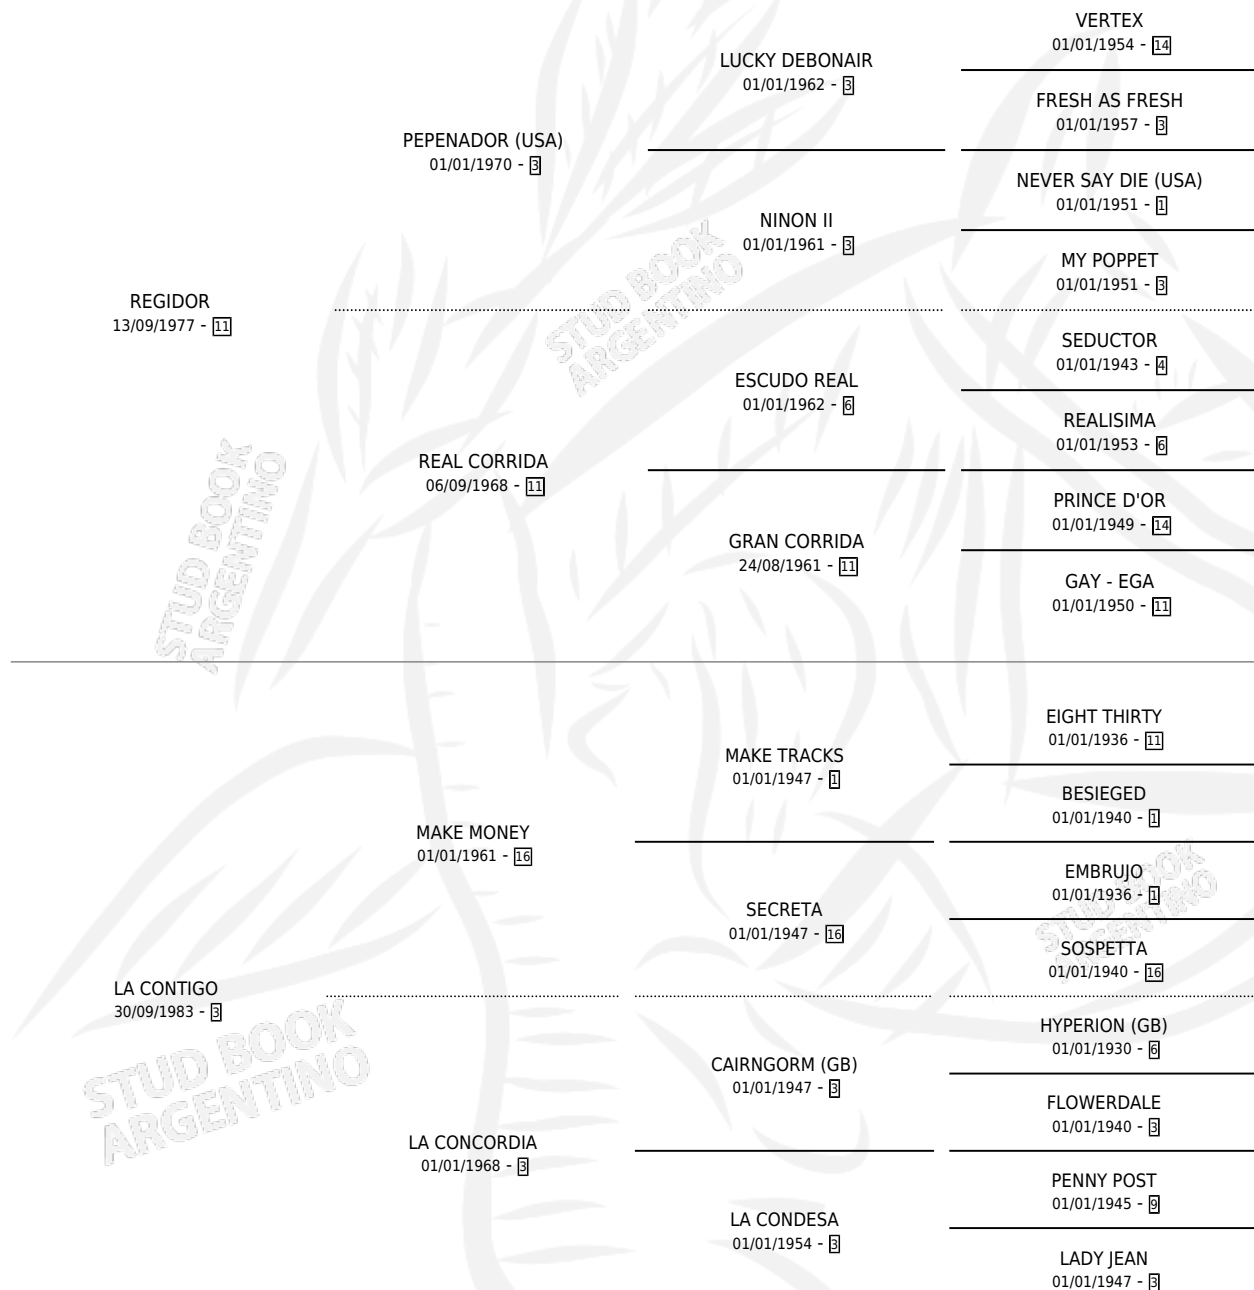 VERTEX
01/01/1954 - 14
LUCKY DEBONAIR
01/01/1962 - 3
FRESH AS FRESH
01/01/1957 - 3
PEPENADOR (USA)
01/01/1970 - 3
NEVER SAY DIE (USA)
01/01/1951 - 1
NINON II
01/01/1961 - 3
MY POPPET
01/01/1951 - 3
REGIDOR
13/09/1977 - 11
SEDUCTOR
01/01/1943 - 4
ESCUDO REAL
01/01/1962 - 6
REALISIMA
01/01/1953 - 6
REAL CORRIDA
06/09/1968 - 11
PRINCE D'OR
01/01/1949 - 14
GRAN CORRIDA
24/08/1961 - 11
GAY - EGA
01/01/1950 - 11
STUD BOOK
ARGENTINO
STUD BOOK
ARGENTINO
EIGHT THIRTY
01/01/1936 - 11
MAKE TRACKS
01/01/1947 - 1
BESIEGED
01/01/1940 - 1
MAKE MONEY
01/01/1961 - 16
EMBRUJO
01/01/1936 - 1
SECRETA
01/01/1947 - 16
SOSPETTA
01/01/1940 - 16
LA CONTIGO
30/09/1983 - 3
HYPERION (GB)
01/01/1930 - 6
CAIRNGORM (GB)
01/01/1947 - 3
FLOWERDALE
01/01/1940 - 3
LA CONCORDIA
01/01/1968 - 3
PENNY POST
01/01/1945 - 9
LA CONDESA
01/01/1954 - 3
LADY JEAN
01/01/1947 - 3
STUD BOOK
ARGENTINO
STUD BOOK
ARGENTINO